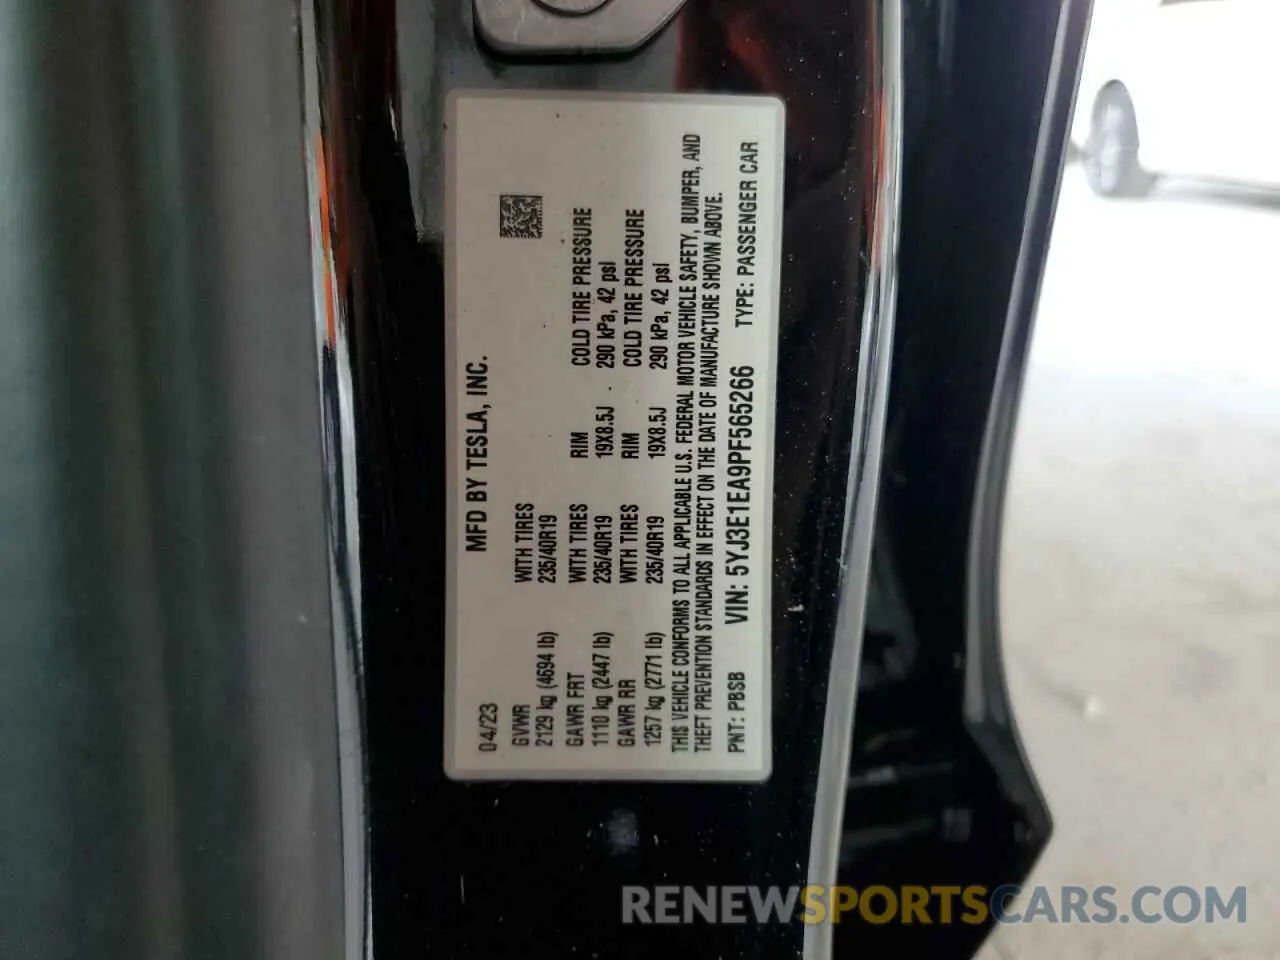 MFD BY TESLA, INC.
04/23
GVWR WITH TIRES
2129 kg (4694 lb) 235/40R19
GAWR FRT WITH TIRES RIM COLD TIRE PRESSURE
1110 kg (2447 lb) 235/40R19 19X8.5J 290 kPa, 42 psi
GAWR RR WITH TIRES RIM COLD TIRE PRESSURE
1257 kg (2771 lb) 235/40R19 19X8.5J 290 kPa, 42 psi
THIS VEHICLE CONFORMS TO ALL APPLICABLE U.S. FEDERAL MOTOR VEHICLE SAFETY, BUMPER, AND
THEFT PREVENTION STANDARDS IN EFFECT ON THE DATE OF MANUFACTURE SHOWN ABOVE.
PNT: PBSB VIN: 5YJ3E1EA9PF565266 TYPE: PASSENGER CAR
RENEWSPORTSCARS.COM